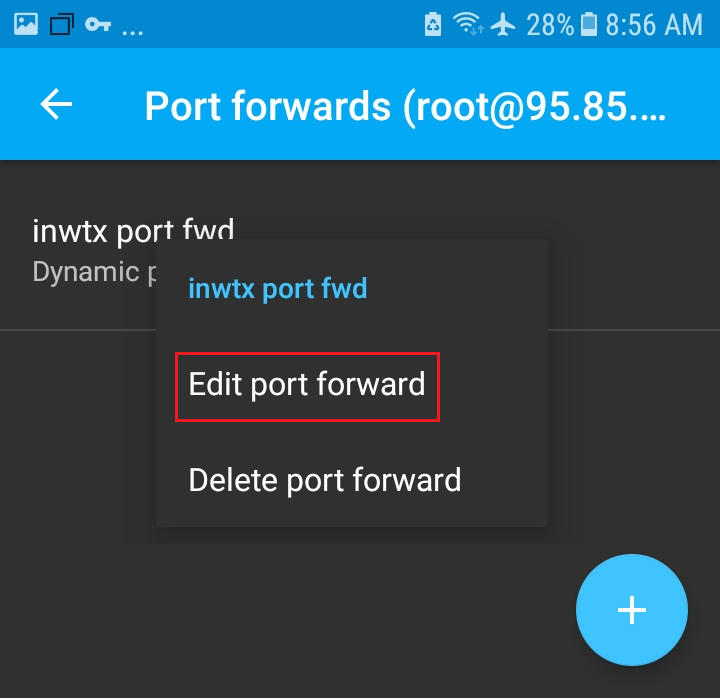 ... 28% 8:56 AM
Port forwards (root@95.85....
inwtx port fwd
Dynamic p
inwtx port fwd
Edit port forward
Delete port forward
+